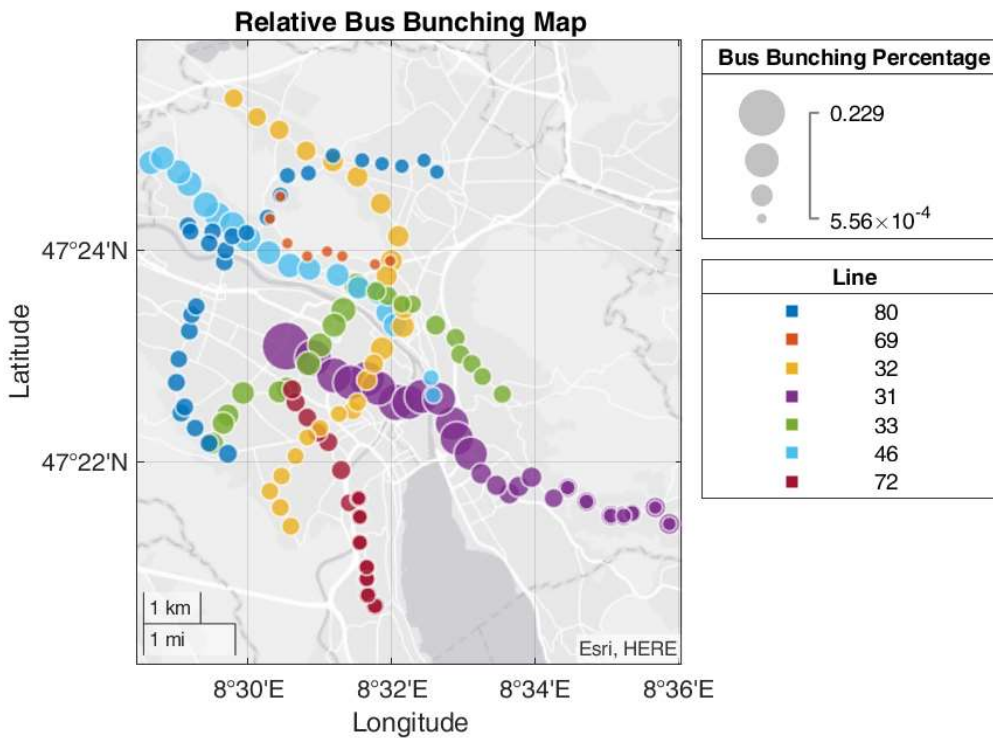 Relative Bus Bunching Map
47°24'N
47°22'N
Latitude
8°30'E
8°32'E
8°34'E
8°36'E
Longitude
1 km
1 mi
Esri, HERE
Bus Bunching Percentage
0.229
5.56×10⁻⁴
Line
80
69
32
31
33
46
72